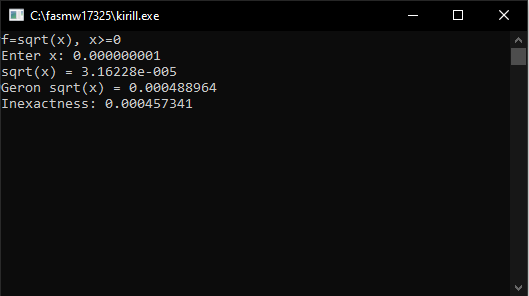 C:\fasmw17325\kirill.exe
f=sqrt(x), x>=0
Enter x: 0.000000001
sqrt(x) = 3.16228e-005
Geron sqrt(x) = 0.000488964
Inexactness: 0.000457341